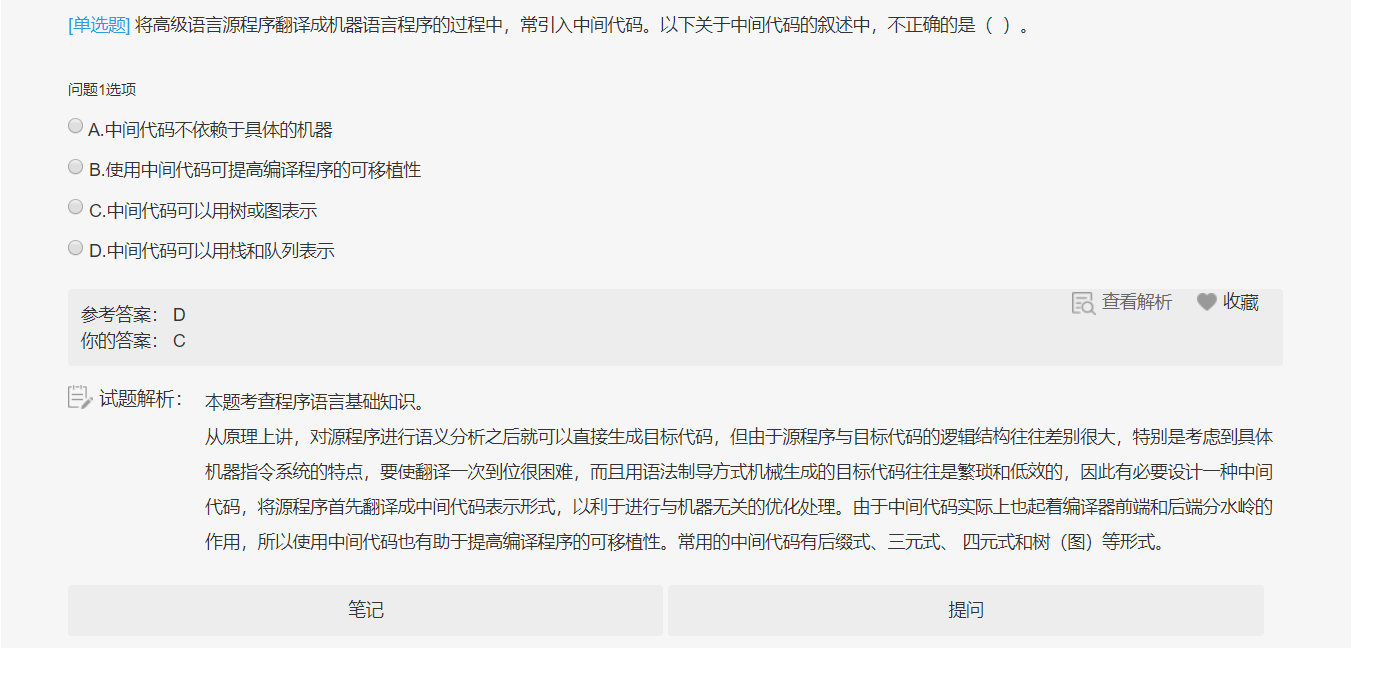 [单选题] 将高级语言源程序翻译成机器语言程序的过程中，常引入中间代码。以下关于中间代码的叙述中，不正确的是（ ）。
问题1选项
A.中间代码不依赖于具体的机器
B.使用中间代码可提高编译程序的可移植性
C.中间代码可以用树或图表示
D.中间代码可以用栈和队列表示
参考答案： D
查看解析 收藏
你的答案： C
试题解析： 本题考查程序语言基础知识。
从原理上讲，对源程序进行语义分析之后就可以直接生成目标代码，但由于源程序与目标代码的逻辑结构往往差别很大，特别是考虑到具体
机器指令系统的特点，要使翻译一次到位很困难，而且用语法制导方式机械生成的目标代码往往是繁琐和低效的，因此有必要设计一种中间
代码，将源程序首先翻译成中间代码表示形式，以利于进行与机器无关的优化处理。由于中间代码实际上也起着编译器前端和后端分水岭的
作用，所以使用中间代码也有助于提高编译程序的可移植性。常用的中间代码有后缀式、三元式、 四元式和树（图）等形式。
笔记 提问